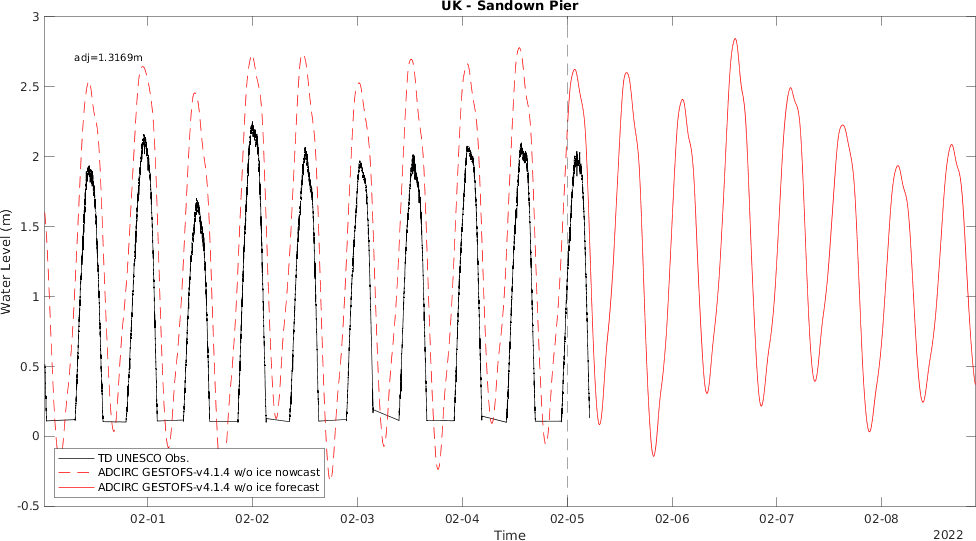 UK - Sandown Pier
adj=1.3169m
Water Level (m)
3
2.5
2
1.5
1
0.5
0
-0.5
TD UNESCO Obs.
ADCIRC GESTOFS-v4.1.4 w/o ice nowcast
ADCIRC GESTOFS-v4.1.4 w/o ice forecast
02-01 02-02 02-03 02-04 02-05 02-06 02-07 02-08
Time
2022